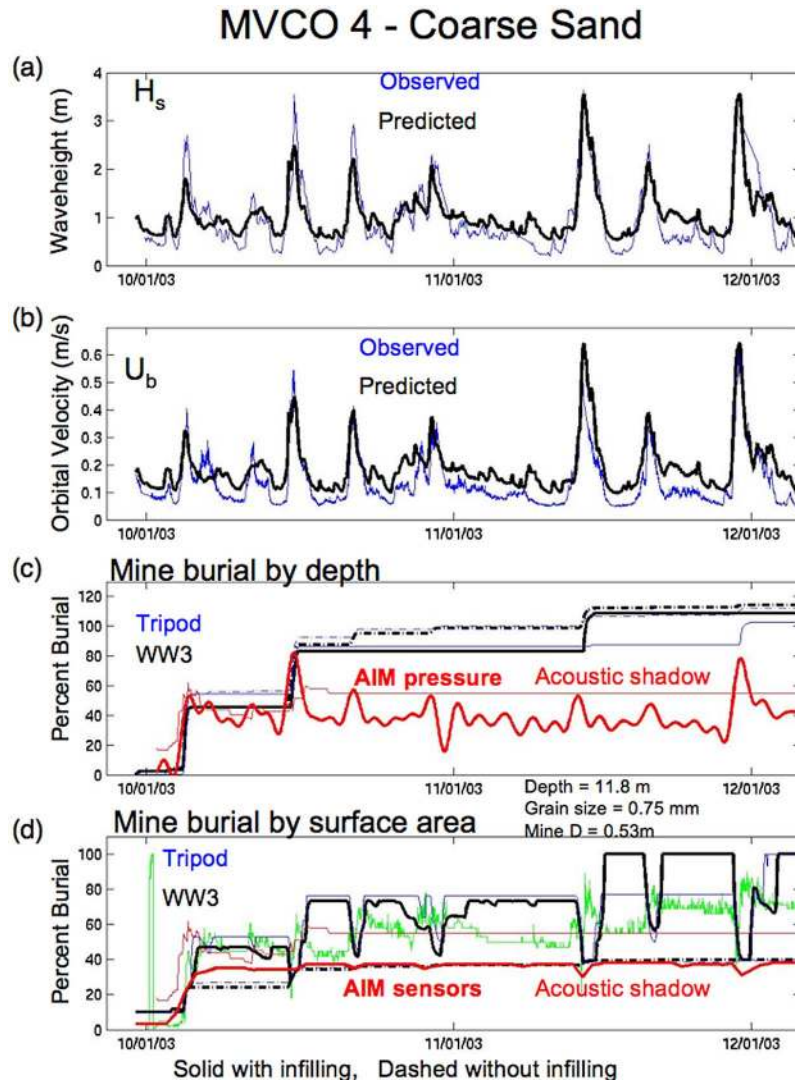 MVCO 4 - Coarse Sand
(a)
Waveheight (m)
4
3
2
1
0
H_s
Observed
Predicted
10/01/03 11/01/03 12/01/03
(b)
Orbital Velocity (m/s)
0.6
0.5
0.4
0.3
0.2
0.1
0
U_b
Observed
Predicted
10/01/03 11/01/03 12/01/03
(c)
Mine burial by depth
Percent Burial
120
100
80
60
40
20
0
Tripod
WW3
AIM pressure Acoustic shadow
10/01/03 11/01/03 12/01/03
Depth = 11.8 m
Grain size = 0.75 mm
Mine D = 0.53m
(d)
Mine burial by surface area
Percent Burial
100
80
60
40
20
0
Tripod
WW3
AIM sensors Acoustic shadow
10/01/03 11/01/03 12/01/03
Solid with infilling, Dashed without infilling